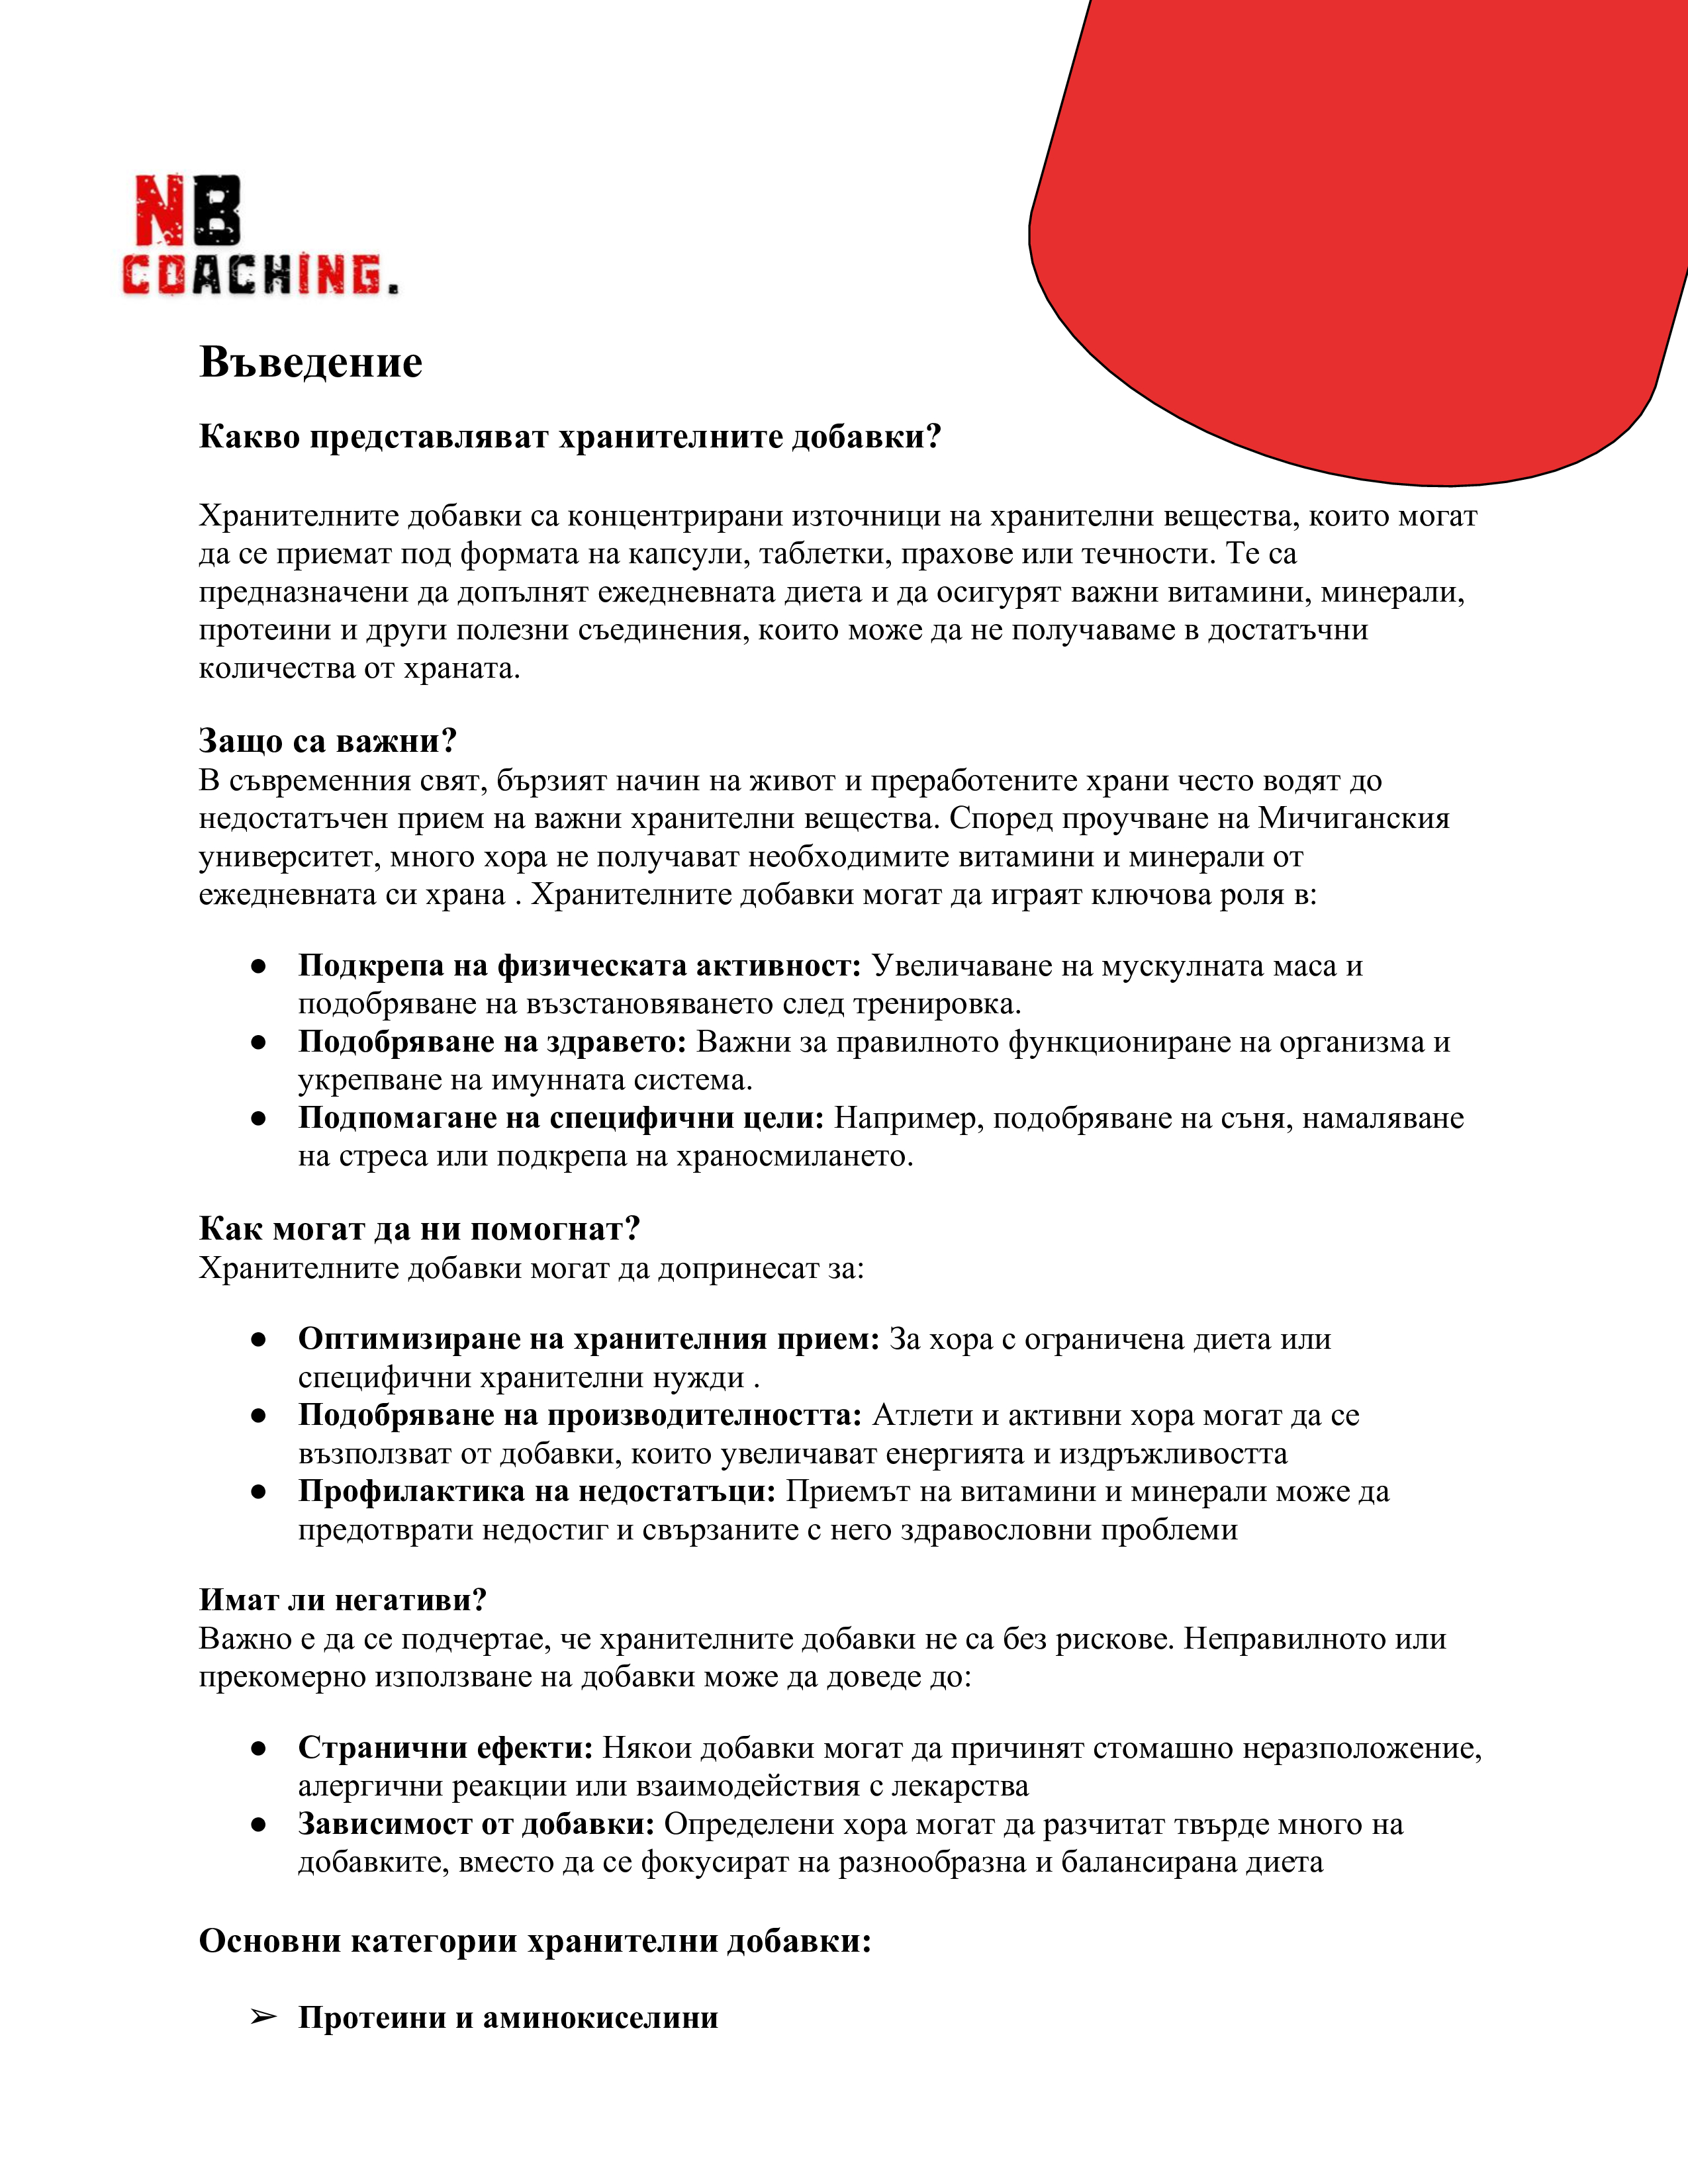 NB
COACHING.
Въведение
Какво представляват хранителните добавки?
Хранителните добавки са концентрирани източници на хранителни вещества, които могат
да се приемат под формата на капсули, таблетки, прахове или течности. Те са
предназначени да допълнят ежедневната диета и да осигурят важни витамини, минерали,
протеини и други полезни съединения, които може да не получаваме в достатъчни
количества от храната.
Защо са важни?
В съвременния свят, бързият начин на живот и преработените храни често водят до
недостатъчен прием на важни хранителни вещества. Според проучване на Мичиганския
университет, много хора не получават необходимите витамини и минерали от
ежедневната си храна . Хранителните добавки могат да играят ключова роля в:
● Подкрепа на физическата активност: Увеличаване на мускулната маса и
подобряване на възстановяването след тренировка.
● Подобряване на здравето: Важни за правилното функциониране на организма и
укрепване на имунната система.
● Подпомагане на специфични цели: Например, подобряване на съня, намаляване
на стреса или подкрепа на храносмилането.
Как могат да ни помогнат?
Хранителните добавки могат да допринесат за:
● Оптимизиране на хранителния прием: За хора с ограничена диета или
специфични хранителни нужди .
● Подобряване на производителността: Атлети и активни хора могат да се
възползват от добавки, които увеличават енергията и издръжливостта
● Профилактика на недостатъци: Приемът на витамини и минерали може да
предотврати недостиг и свързаните с него здравословни проблеми
Имат ли негативи?
Важно е да се подчертае, че хранителните добавки не са без рискове. Неправилното или
прекомерно използване на добавки може да доведе до:
● Странични ефекти: Някои добавки могат да причинят стомашно неразположение,
алергични реакции или взаимодействия с лекарства
● Зависимост от добавки: Определени хора могат да разчитат твърде много на
добавките, вместо да се фокусират на разнообразна и балансирана диета
Основни категории хранителни добавки:
➢ Протеини и аминокиселини